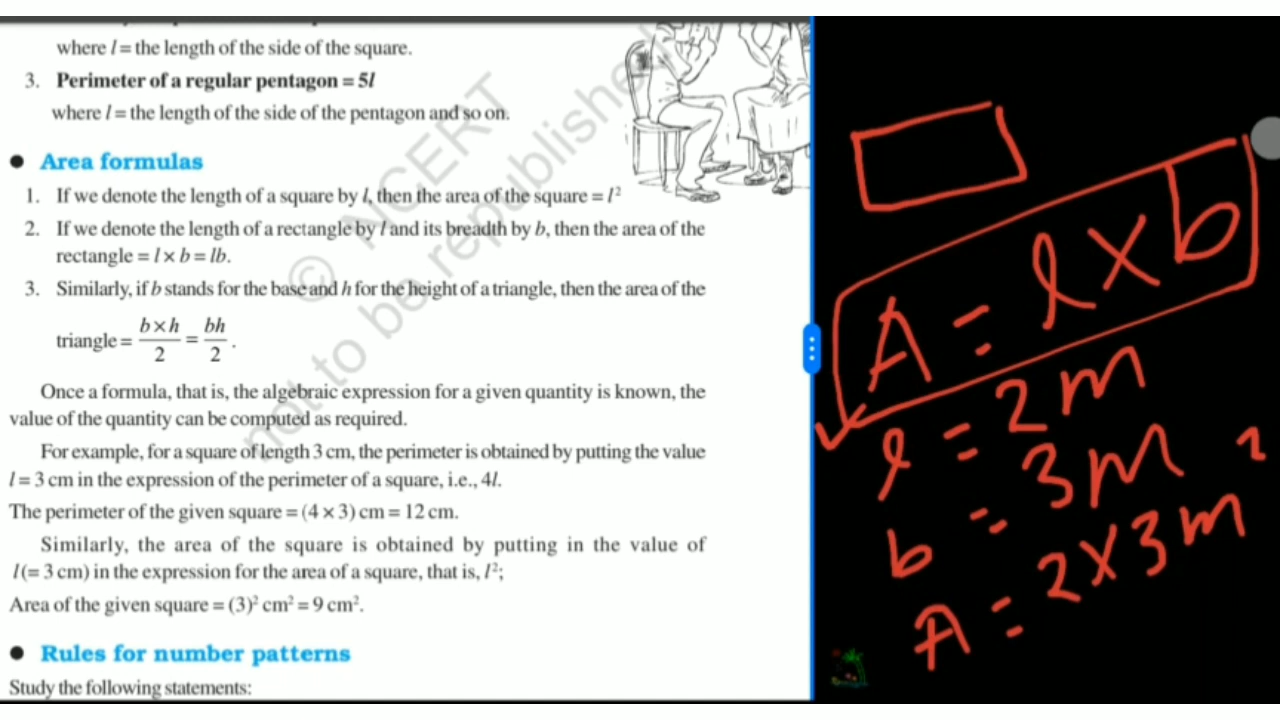 where l = the length of the side of the square.
3. Perimeter of a regular pentagon = 5l
where l = the length of the side of the pentagon and so on.
• Area formulas
1. If we denote the length of a square by l, then the area of the square = l²
2. If we denote the length of a rectangle by l and its breadth by b, then the area of the
rectangle = l × b = lb.
3. Similarly, if b stands for the base and h for the height of a triangle, then the area of the
triangle = b×h/2 = bh/2 .
Once a formula, that is, the algebraic expression for a given quantity is known, the
value of the quantity can be computed as required.
For example, for a square of length 3 cm, the perimeter is obtained by putting the value
l = 3 cm in the expression of the perimeter of a square, i.e., 4l.
The perimeter of the given square = (4 × 3) cm = 12 cm.
Similarly, the area of the square is obtained by putting in the value of
l (= 3 cm) in the expression for the area of a square, that is, l²;
Area of the given square = (3)² cm² = 9 cm².
• Rules for number patterns
Study the following statements:
© NCERT
not to be republished
A = l × b
l = 2 m
b = 3 m
A = 2 × 3 m²